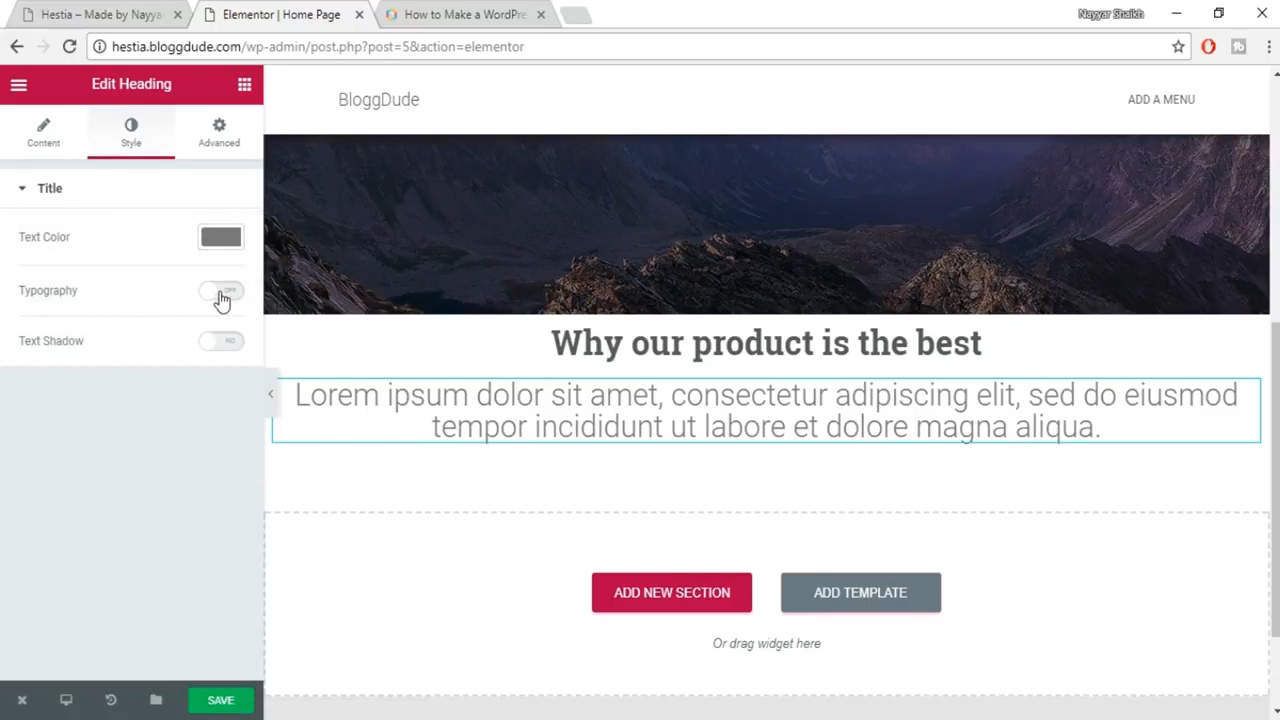 Hestia – Made by Nayya
Elementor | Home Page
How to Make a WordPre
Nayyar Shaikh
hestia.bloggdude.com/wp-admin/post.php?post=5&action=elementor
Edit Heading
Content
Style
Advanced
Title
Text Color
Typography
OFF
Text Shadow
NO
BloggDude
ADD A MENU
Why our product is the best
Lorem ipsum dolor sit amet, consectetur adipiscing elit, sed do eiusmod
tempor incididunt ut labore et dolore magna aliqua.
ADD NEW SECTION
ADD TEMPLATE
Or drag widget here
SAVE